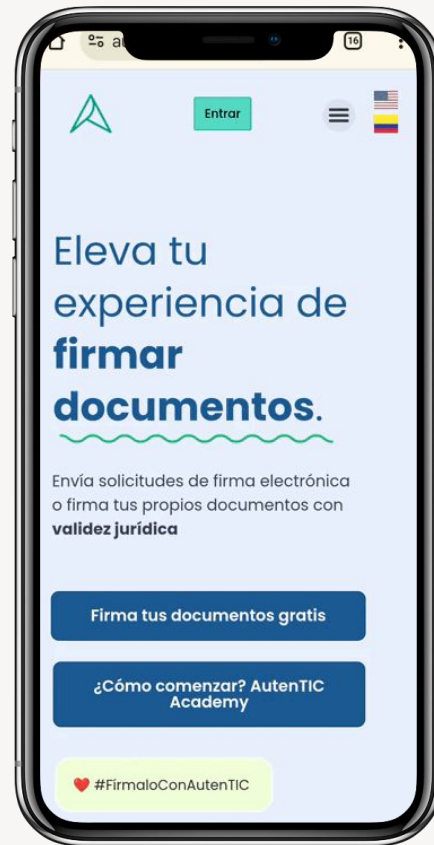 au
16
Entrar
Eleva tu
experiencia de
firmar
documentos.
Envía solicitudes de firma electrónica
o firma tus propios documentos con
validez jurídica
Firma tus documentos gratis
¿Cómo comenzar? AutenTIC
Academy
❤️ #FírmaloConAutenTIC